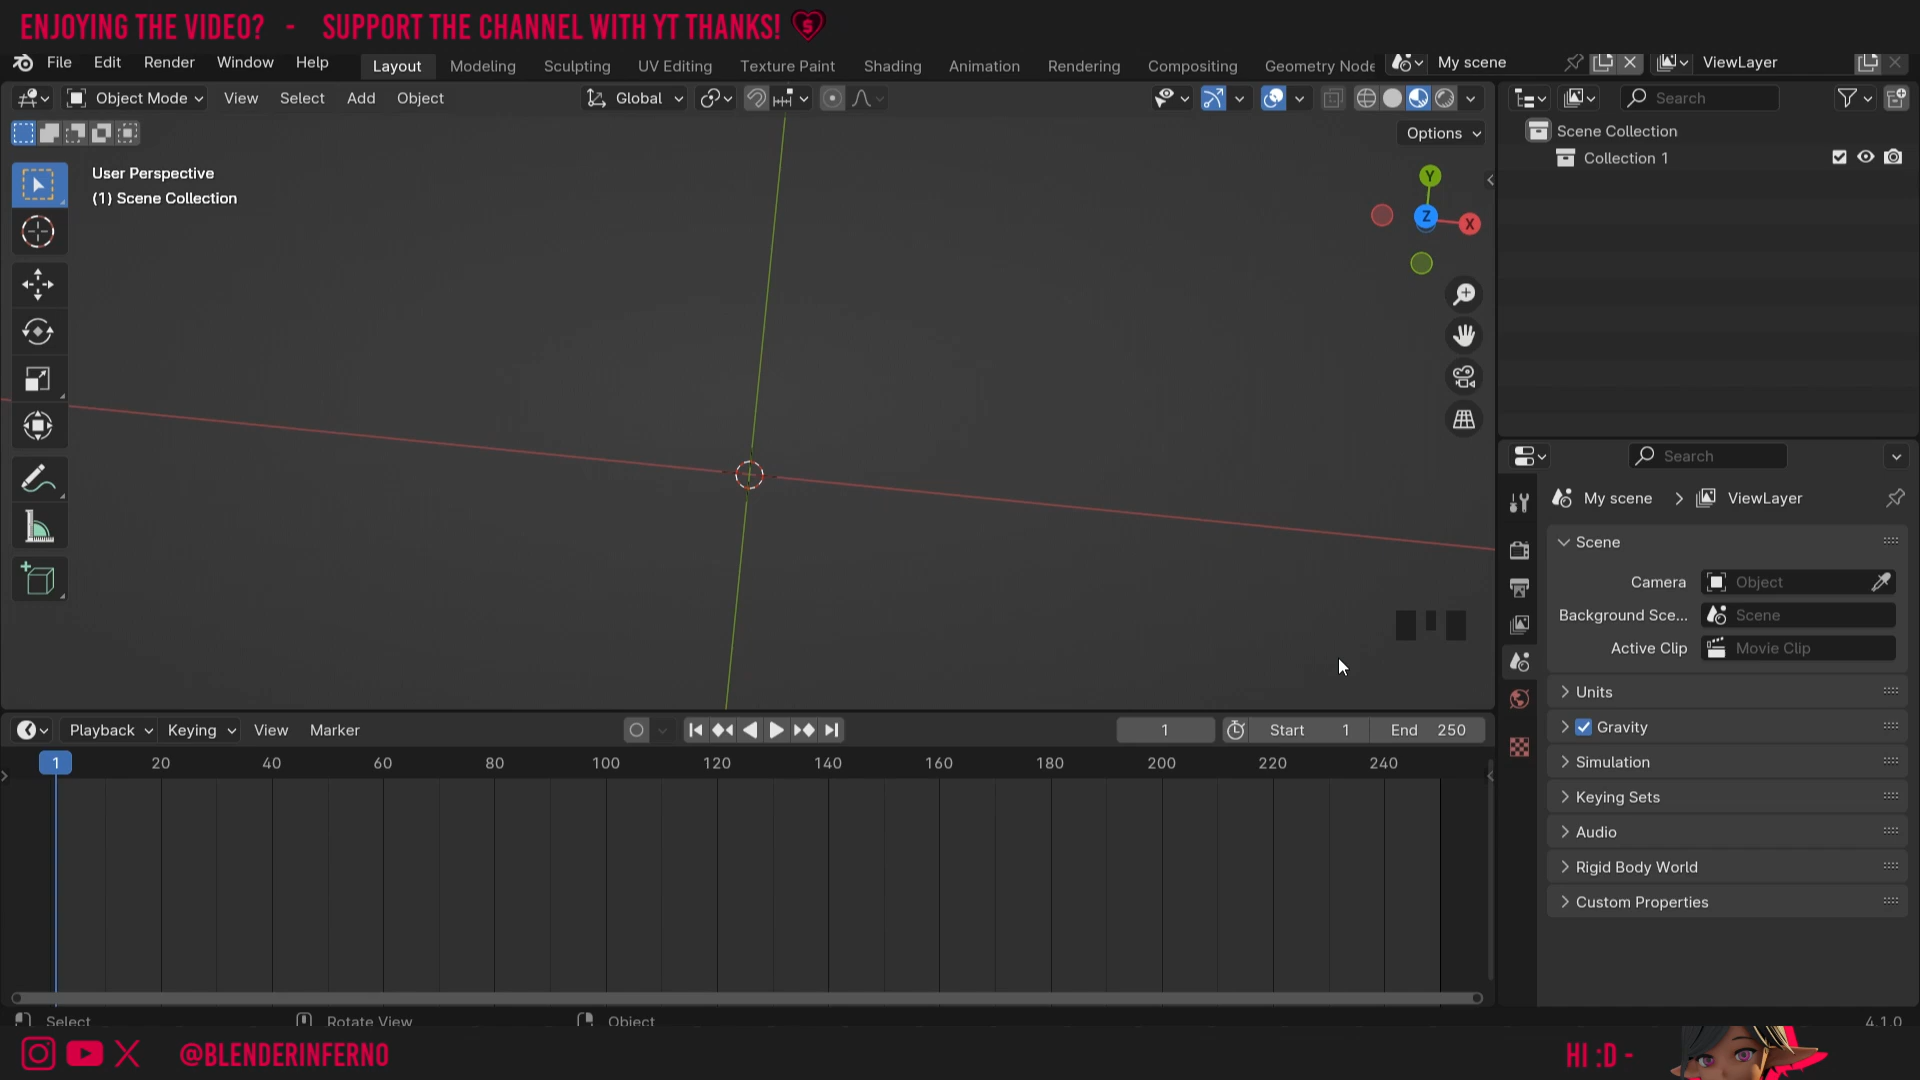 ENJOYING THE VIDEO? - SUPPORT THE CHANNEL WITH YT THANKS!
File Edit Render Window Help Layout Modeling Sculpting UV Editing Texture Paint Shading Animation Rendering Compositing Geometry Node My scene ViewLayer
Object Mode View Select Add Object Global Search
Options
Scene Collection
Collection 1
User Perspective
(1) Scene Collection
Y
Z
X
Search
My scene > ViewLayer
Scene
Camera Object
Background Sce... Scene
Active Clip Movie Clip
Units
Gravity
Simulation
Keying Sets
Audio
Rigid Body World
Custom Properties
Playback Keying View Marker 1 Start 1 End 250
1 20 40 60 80 100 120 140 160 180 200 220 240
Select Rotate View Object 4.1.0
@BLENDERINFERNO HI :D -